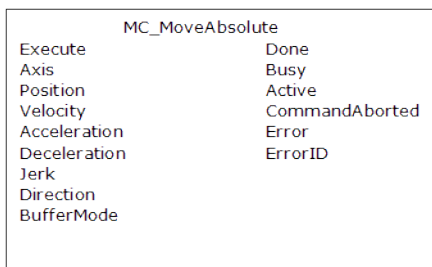 MC_MoveAbsolute
Execute Done
Axis Busy
Position Active
Velocity CommandAborted
Acceleration Error
Deceleration ErrorID
Jerk
Direction
BufferMode